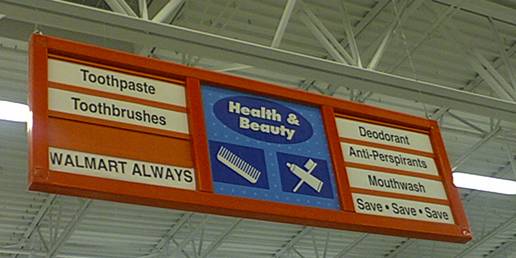 Toothpaste
Toothbrushes
WALMART ALWAYS
Health &
Beauty
Deodorant
Anti-Perspirants
Mouthwash
Save • Save • Save